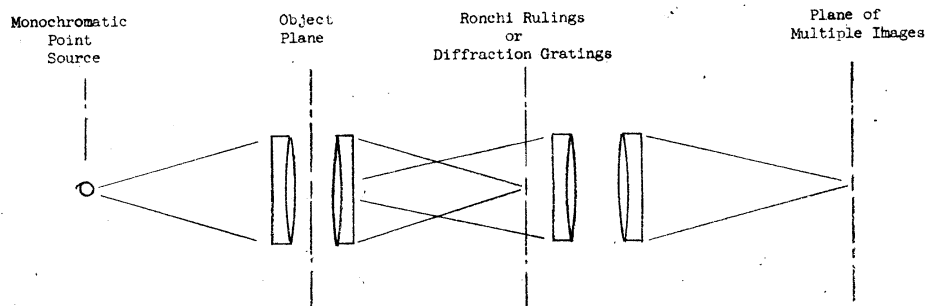 Monochromatic
Point
Source
Object
Plane
Ronchi Rulings
or
Diffraction Gratings
Plane of
Multiple Images